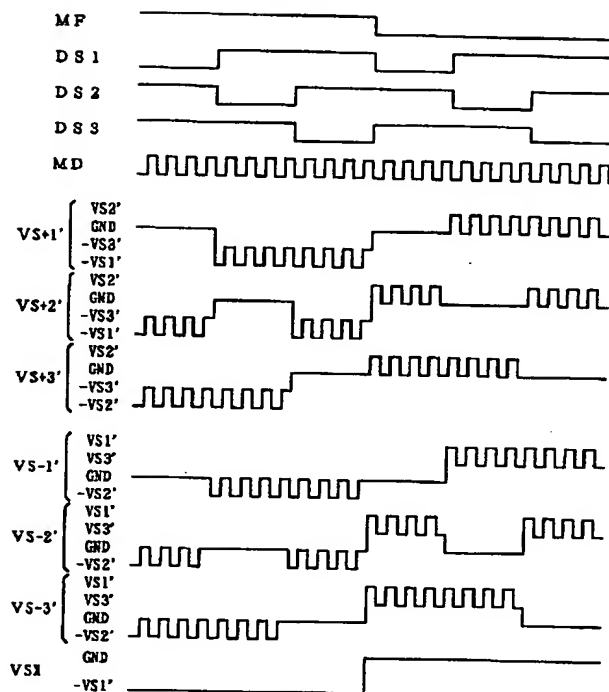 MF
DS1
DS2
DS3
MD
VS+1'
VS2'
GND
-VS3'
-VS1'
VS+2'
VS2'
GND
-VS3'
-VS1'
VS+3'
VS2'
GND
-VS3'
-VS2'
VS-1'
VS1'
VS3'
GND
-VS2'
VS-2'
VS1'
VS3'
GND
-VS2'
VS-3'
VS1'
VS3'
GND
-VS2'
GND
-VS1'